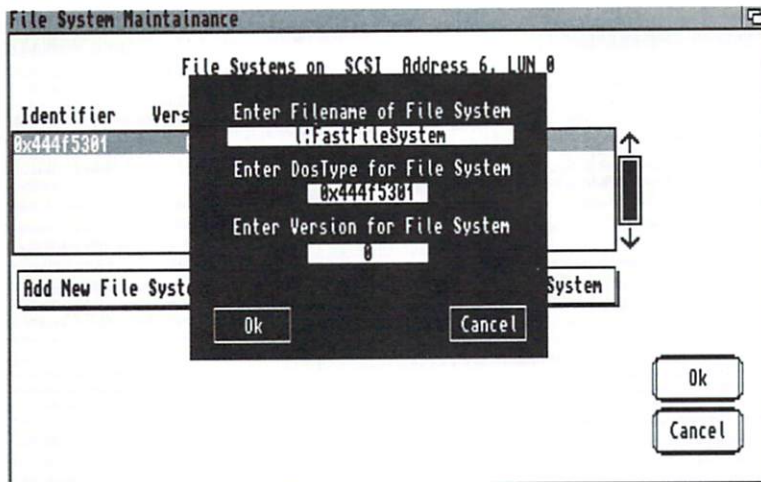 File System Maintainance
File Systems on SCSI Address 6, LUN 0
Identifier Vers
0x444f5301
Enter Filename of File System
l:FastFileSystem
Enter DosType for File System
0x444f5301
Enter Version for File System
0
Ok Cancel
Add New File Syst System
Ok
Cancel